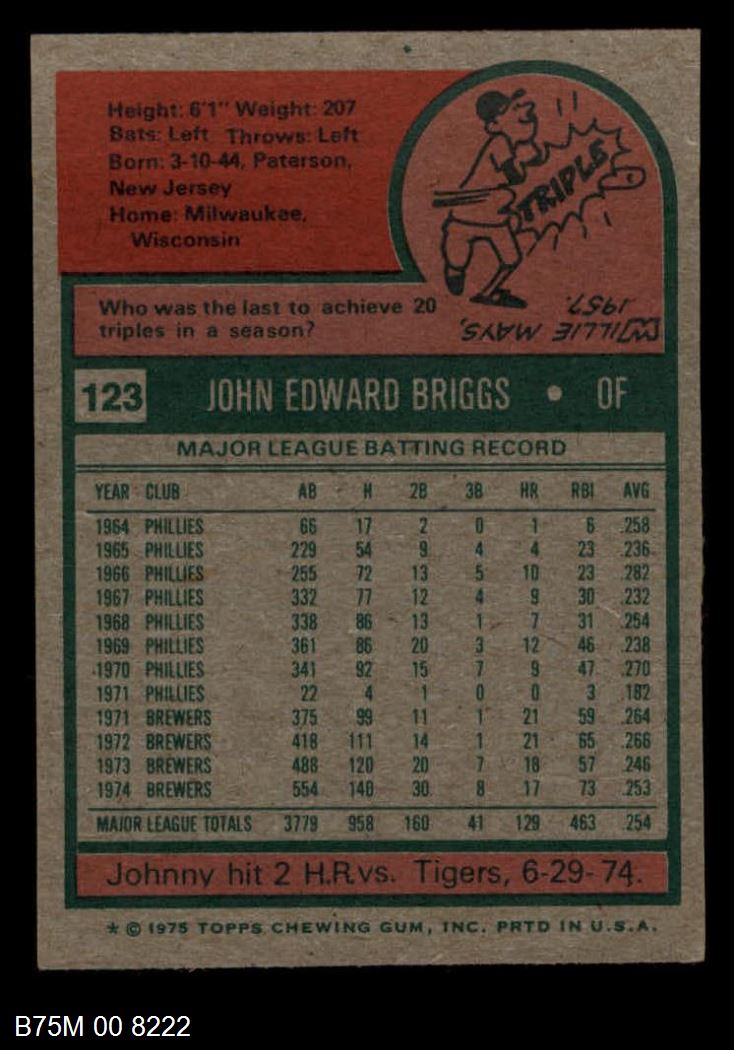 Height: 6'1" Weight: 207
Bats: Left Throws: Left
Born: 3-10-44, Paterson,
New Jersey
Home: Milwaukee,
Wisconsin
TRIPLE
Who was the last to achieve 20
triples in a season?
WILLIE MAYS,
1957.
123 JOHN EDWARD BRIGGS • OF
MAJOR LEAGUE BATTING RECORD
YEAR CLUB AB H 2B 3B HR RBI AVG
1964 PHILLIES 66 17 2 0 1 6 .258
1965 PHILLIES 229 54 9 4 4 23 .236
1966 PHILLIES 255 72 13 5 10 23 .282
1967 PHILLIES 332 77 12 4 9 30 .232
1968 PHILLIES 338 86 13 1 7 31 .254
1969 PHILLIES 361 86 20 3 12 46 .238
1970 PHILLIES 341 92 15 7 9 47 .270
1971 PHILLIES 22 4 1 0 0 3 .182
1971 BREWERS 375 99 11 1 21 59 .264
1972 BREWERS 418 111 14 1 21 65 .266
1973 BREWERS 488 120 20 7 18 57 .246
1974 BREWERS 554 140 30 8 17 73 .253
MAJOR LEAGUE TOTALS 3779 958 160 41 129 463 .254
Johnny hit 2 H.R. vs. Tigers, 6-29-74.
* © 1975 TOPPS CHEWING GUM, INC. PRTD IN U.S.A.
B75M 00 8222